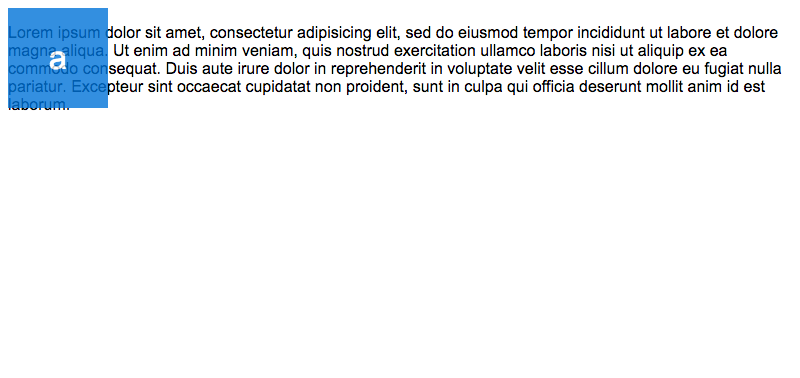 a
Lorem ipsum dolor sit amet, consectetur adipisicing elit, sed do eiusmod tempor incididunt ut labore et dolore
magna aliqua. Ut enim ad minim veniam, quis nostrud exercitation ullamco laboris nisi ut aliquip ex ea
commodo consequat. Duis aute irure dolor in reprehenderit in voluptate velit esse cillum dolore eu fugiat nulla
pariatur. Excepteur sint occaecat cupidatat non proident, sunt in culpa qui officia deserunt mollit anim id est
laborum.